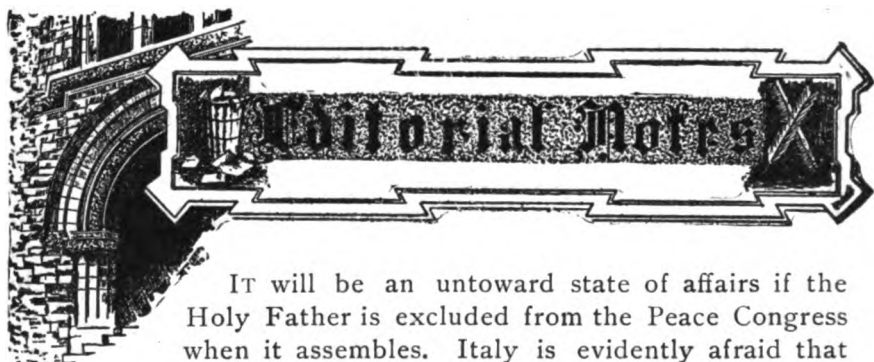 Editorial Notes
IT will be an untoward state of affairs if the
Holy Father is excluded from the Peace Congress
when it assembles. Italy is evidently afraid that